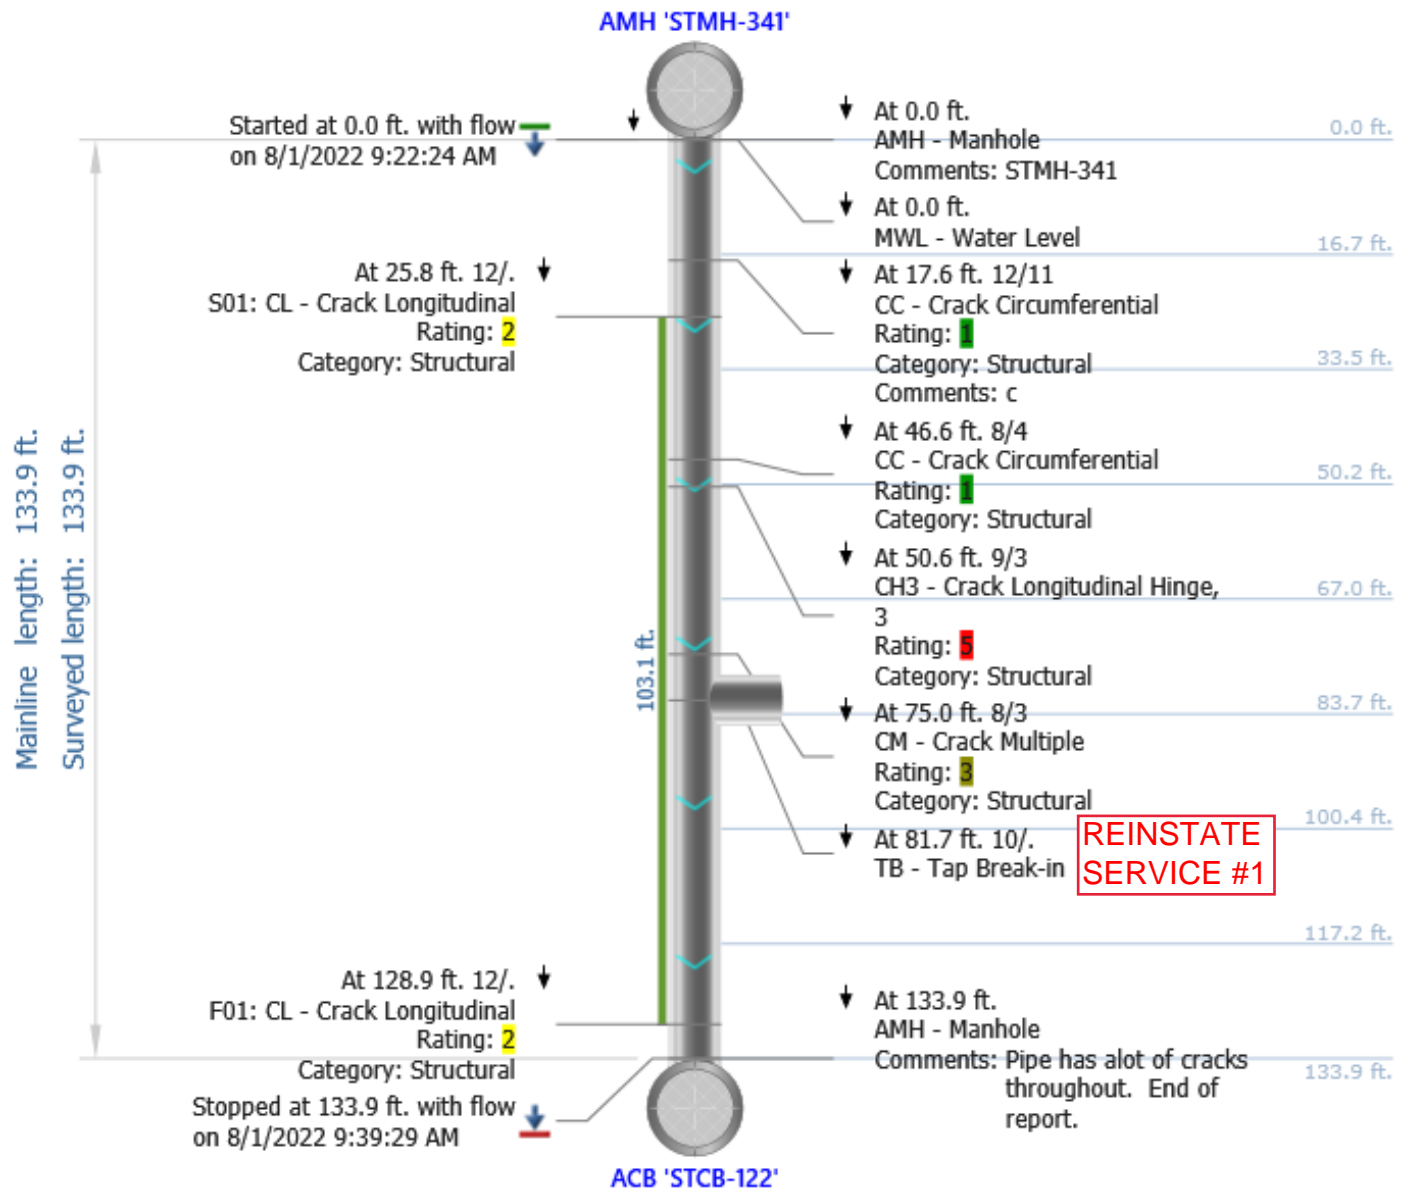 AMH 'STMH-341'
Started at 0.0 ft. with flow
on 8/1/2022 9:22:24 AM
At 0.0 ft.
AMH - Manhole
Comments: STMH-341
0.0 ft.
At 0.0 ft.
MWL - Water Level
16.7 ft.
At 25.8 ft. 12/.
S01: CL - Crack Longitudinal
Rating: 2
Category: Structural
At 17.6 ft. 12/11
CC - Crack Circumferential
Rating: 1
Category: Structural
Comments: c
33.5 ft.
At 46.6 ft. 8/4
CC - Crack Circumferential
Rating: 1
Category: Structural
50.2 ft.
Mainline length: 133.9 ft.
Surveyed length: 133.9 ft.
At 50.6 ft. 9/3
CH3 - Crack Longitudinal Hinge,
3
Rating: 5
Category: Structural
67.0 ft.
103.1 ft.
At 75.0 ft. 8/3
CM - Crack Multiple
Rating: 3
Category: Structural
83.7 ft.
100.4 ft.
At 81.7 ft. 10/.
TB - Tap Break-in
REINSTATE
SERVICE #1
117.2 ft.
At 128.9 ft. 12/.
F01: CL - Crack Longitudinal
Rating: 2
Category: Structural
At 133.9 ft.
AMH - Manhole
Comments: Pipe has alot of cracks
throughout. End of
report.
133.9 ft.
Stopped at 133.9 ft. with flow
on 8/1/2022 9:39:29 AM
ACB 'STCB-122'